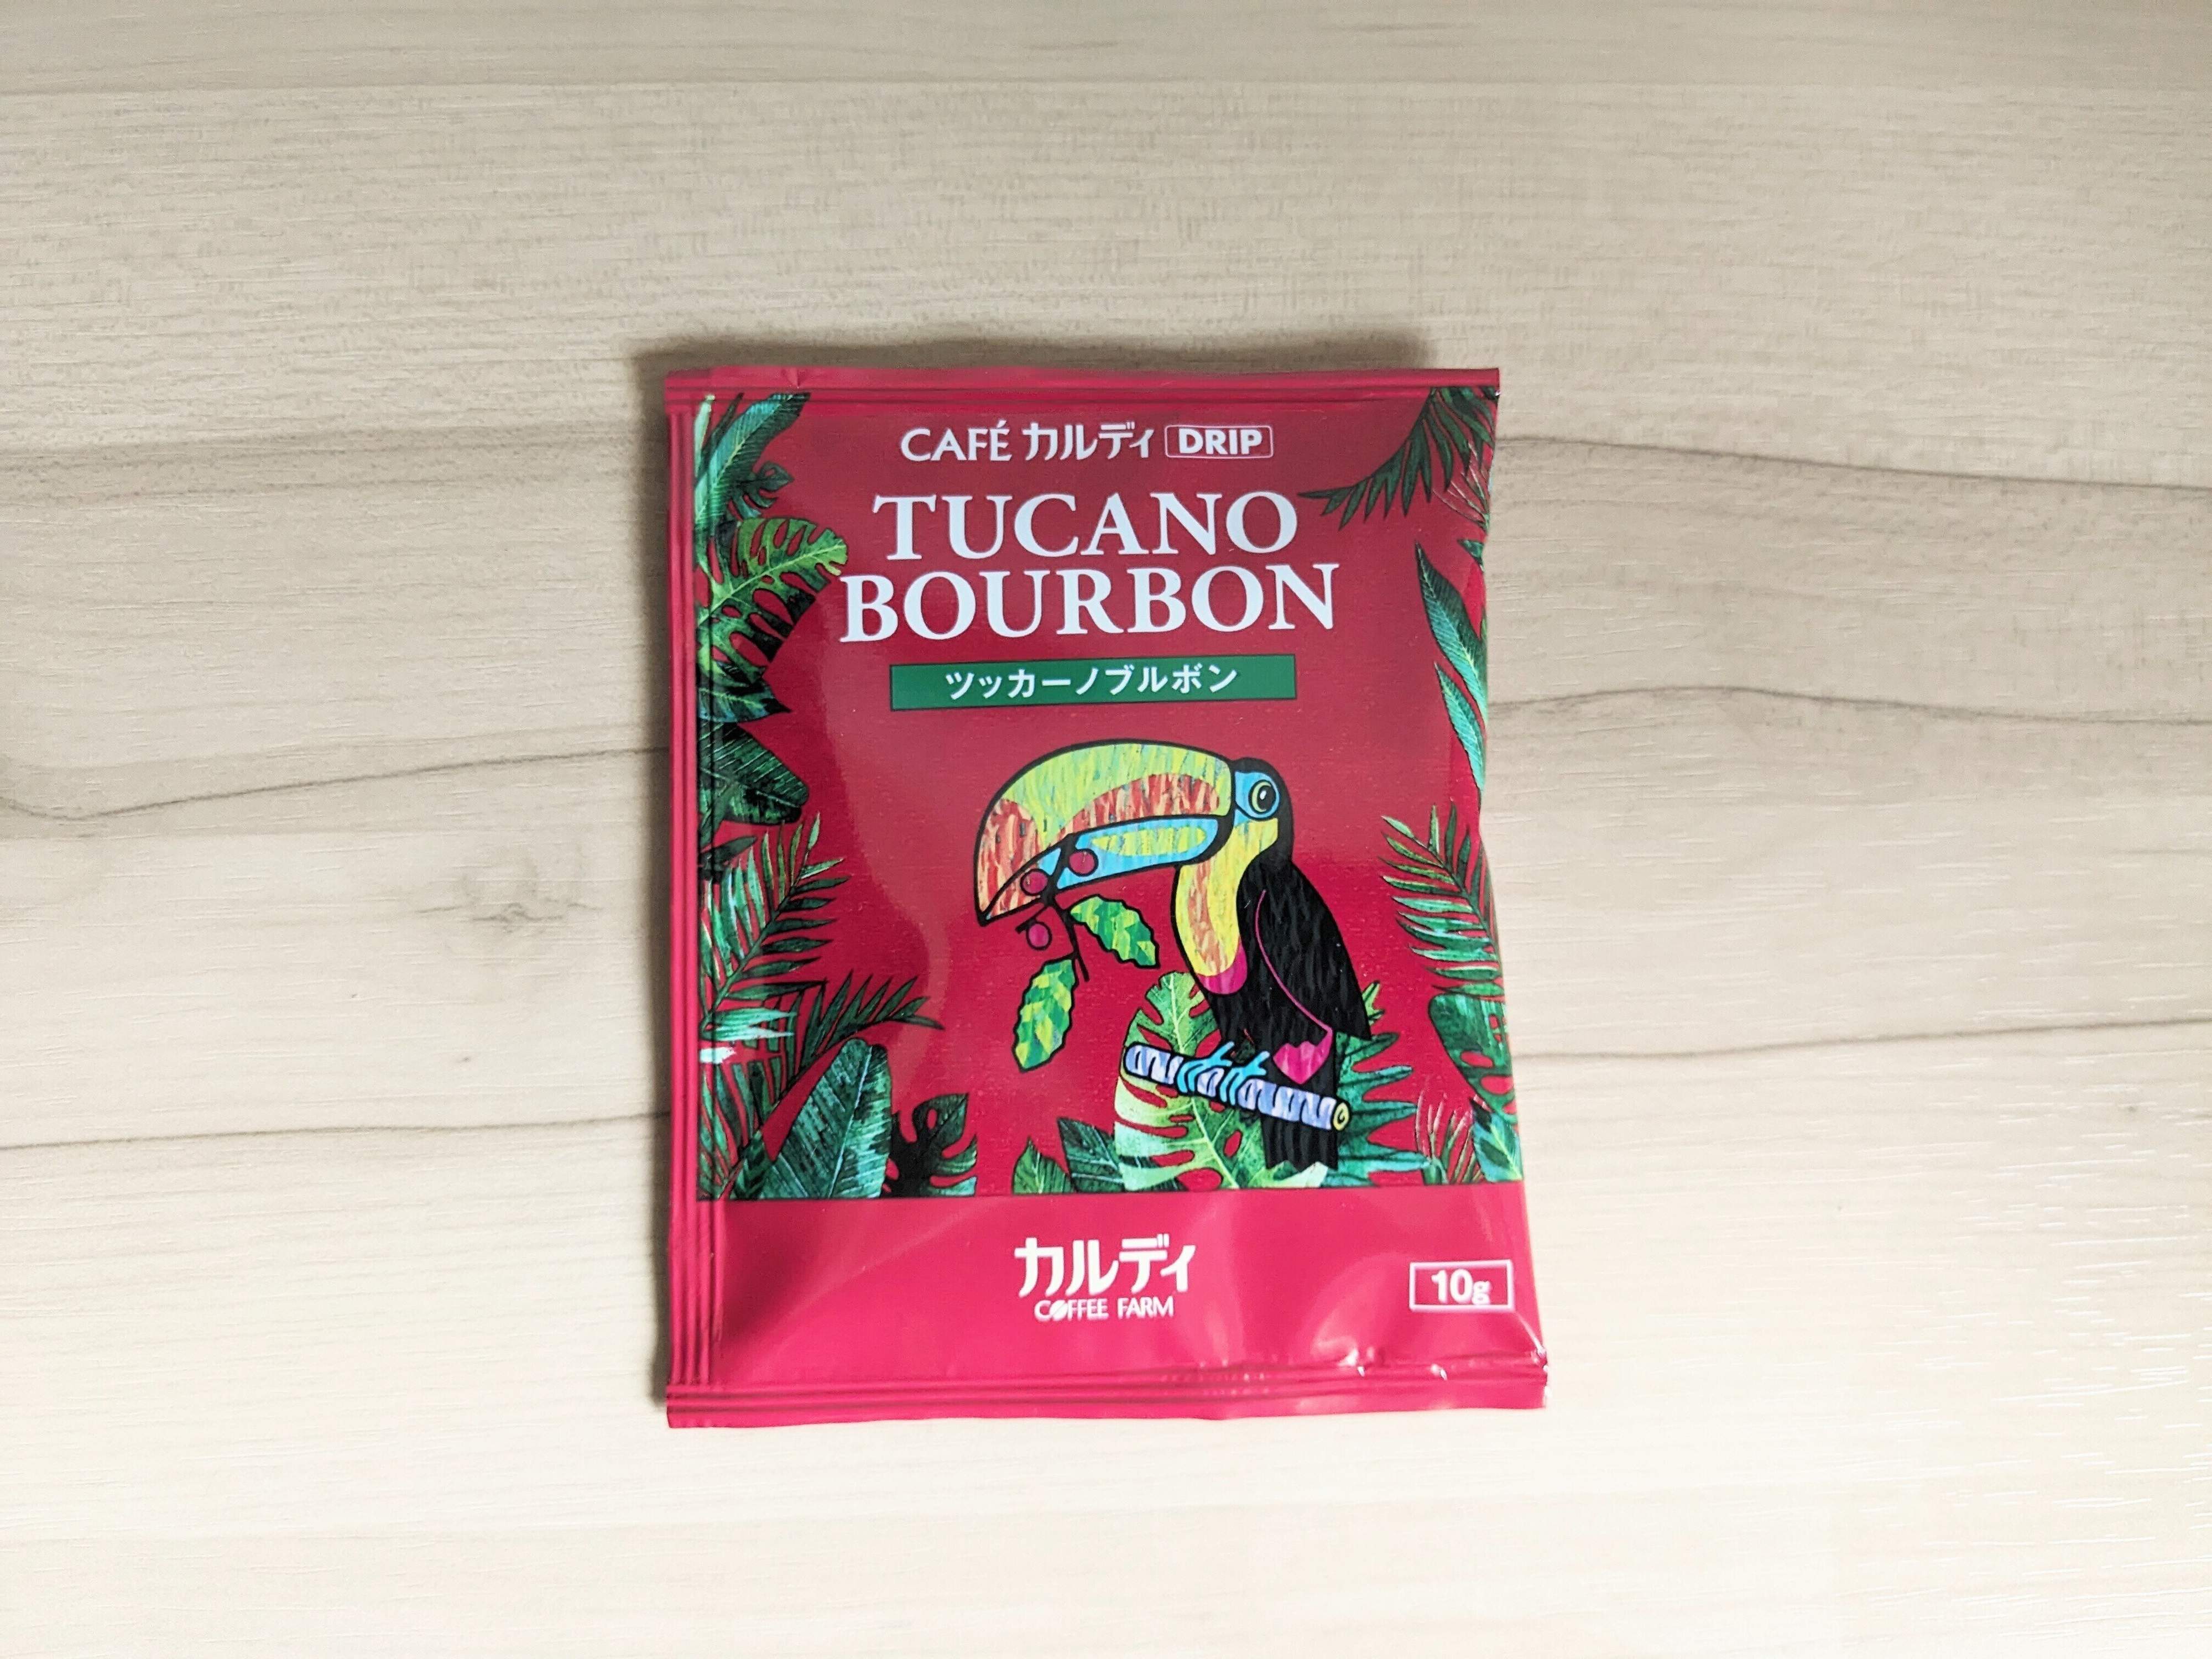 CAFÉ カルディ DRIP
TUCANO
BOURBON
ツッカーノブルボン
カルディ
COFFEE FARM
10g